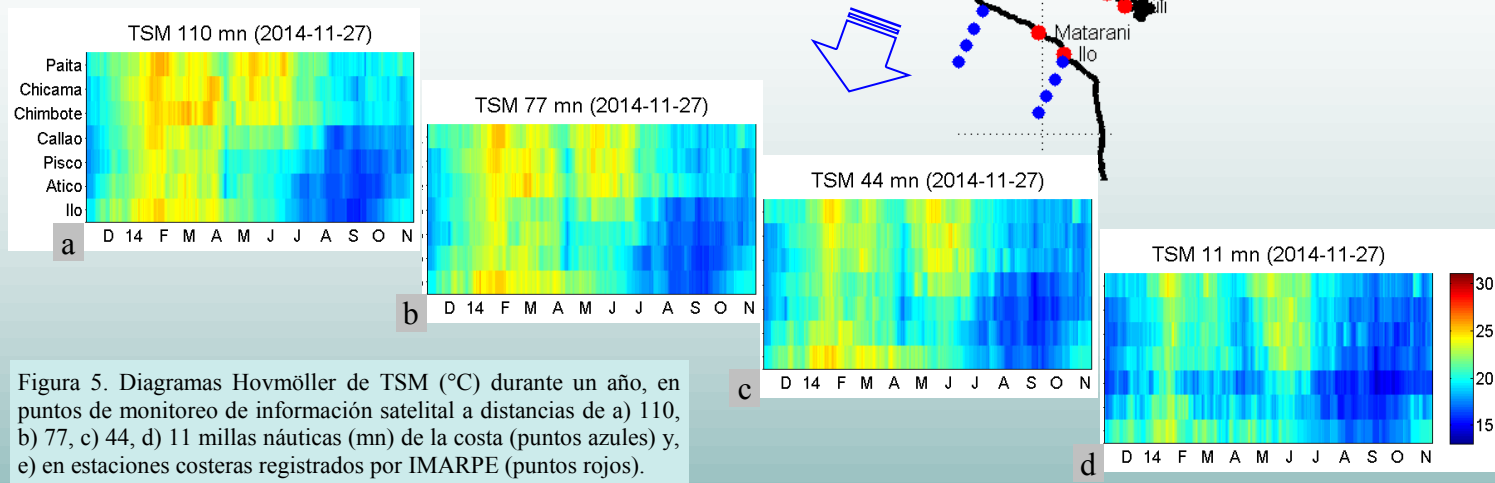 lli
Matarani
Ilo
TSM 110 mn (2014-11-27)
Paita
Chicama
Chimbote
Callao
Pisco
Atico
Ilo
D 14 F M A M J J A S O N
a
TSM 77 mn (2014-11-27)
D 14 F M A M J J A S O N
b
TSM 44 mn (2014-11-27)
D 14 F M A M J J A S O N
c
TSM 11 mn (2014-11-27)
30
25
20
15
D 14 F M A M J J A S O N
d
Figura 5. Diagramas Hovmöller de TSM (°C) durante un año, en
puntos de monitoreo de información satelital a distancias de a) 110,
b) 77, c) 44, d) 11 millas náuticas (mn) de la costa (puntos azules) y,
e) en estaciones costeras registrados por IMARPE (puntos rojos).